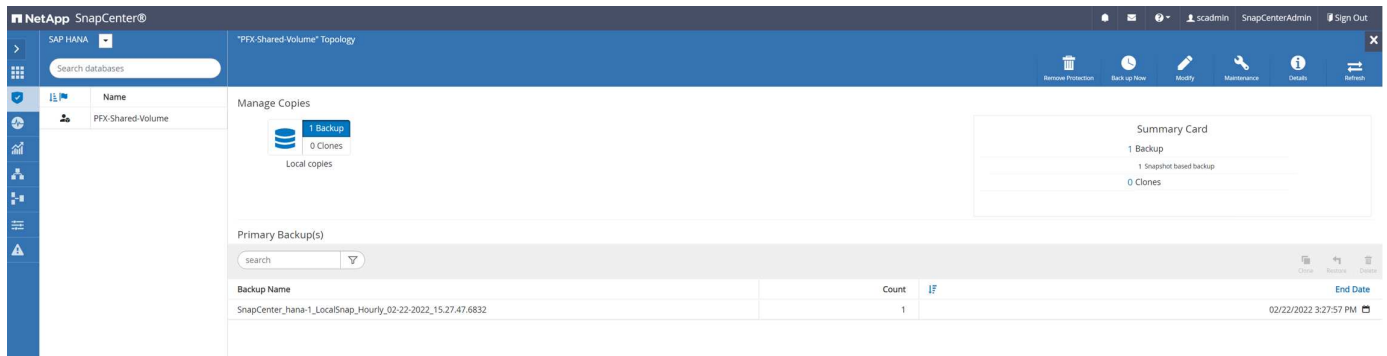 NetApp SnapCenter®
scadmin SnapCenterAdmin Sign Out
SAP HANA
"PFX-Shared-Volume" Topology
Search databases
Remove Protection Back up Now Modify Maintenance Details Refresh
Name
PFX-Shared-Volume
Manage Copies
1 Backup
0 Clones
Local copies
Summary Card
1 Backup
1 Snapshot based backup
0 Clones
Primary Backup(s)
search
Clone Restore Delete
Backup Name Count End Date
SnapCenter_hana-1_LocalSnap_Hourly_02-22-2022_15.27.47.6832 1 02/22/2022 3:27:57 PM